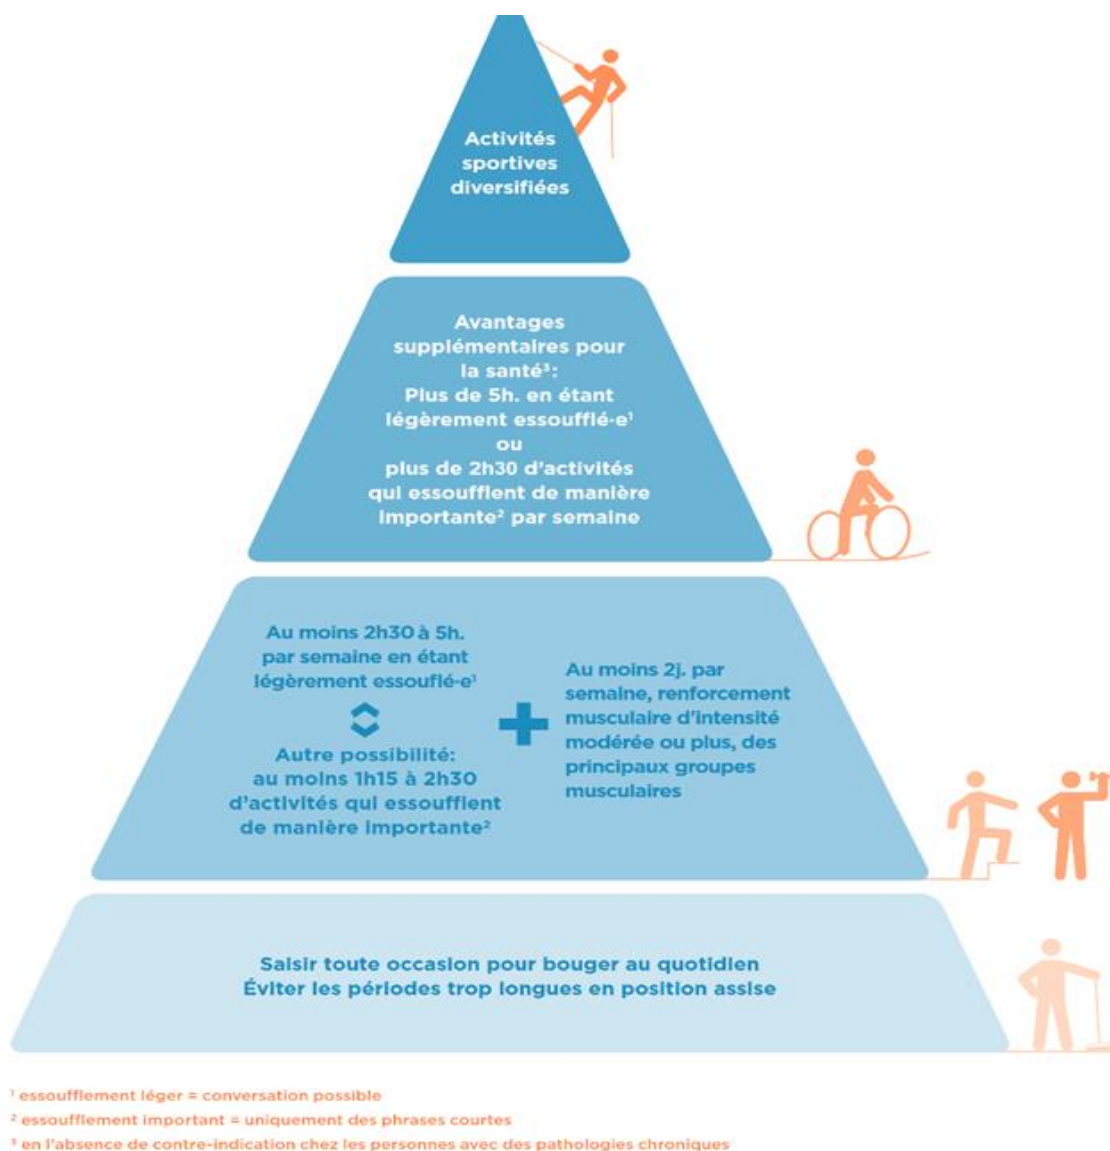 Activités
sportives
diversifiées
Avantages
supplémentaires pour
la santé³:
Plus de 5h. en étant
légèrement essoufflé·e¹
ou
plus de 2h30 d'activités
qui essoufflent de manière
importante² par semaine
Au moins 2h30 à 5h.
par semaine en étant
légèrement essouflé·e¹
Autre possibilité:
au moins 1h15 à 2h30
d'activités qui essoufflent
de manière importante²
+
Au moins 2j. par
semaine, renforcement
musculaire d'intensité
modérée ou plus, des
principaux groupes
musculaires
Saisir toute occasion pour bouger au quotidien
Éviter les périodes trop longues en position assise
¹ essoufflement léger = conversation possible
² essoufflement important = uniquement des phrases courtes
³ en l'absence de contre-indication chez les personnes avec des pathologies chroniques